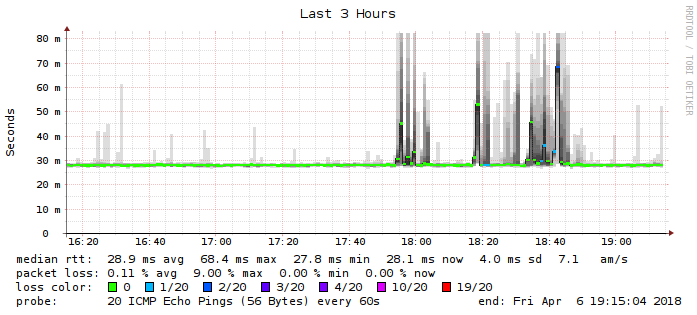 Last 3 Hours
RRDTOOL / TOBI OETIKER
Seconds
80 m
70 m
60 m
50 m
40 m
30 m
20 m
10 m
0
16:20 16:40 17:00 17:20 17:40 18:00 18:20 18:40 19:00
median rtt: 28.9 ms avg 68.4 ms max 27.8 ms min 28.1 ms now 4.0 ms sd 7.1 am/s
packet loss: 0.11 % avg 9.00 % max 0.00 % min 0.00 % now
loss color: 0 1/20 2/20 3/20 4/20 10/20 19/20
probe: 20 ICMP Echo Pings (56 Bytes) every 60s end: Fri Apr 6 19:15:04 2018